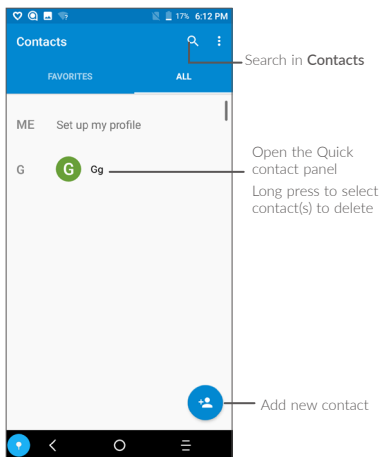 17% 6:12 PM
Contacts
Search in Contacts
FAVORITES ALL
ME Set up my profile
G G Gg
Open the Quick
contact panel
Long press to select
contact(s) to delete
Add new contact